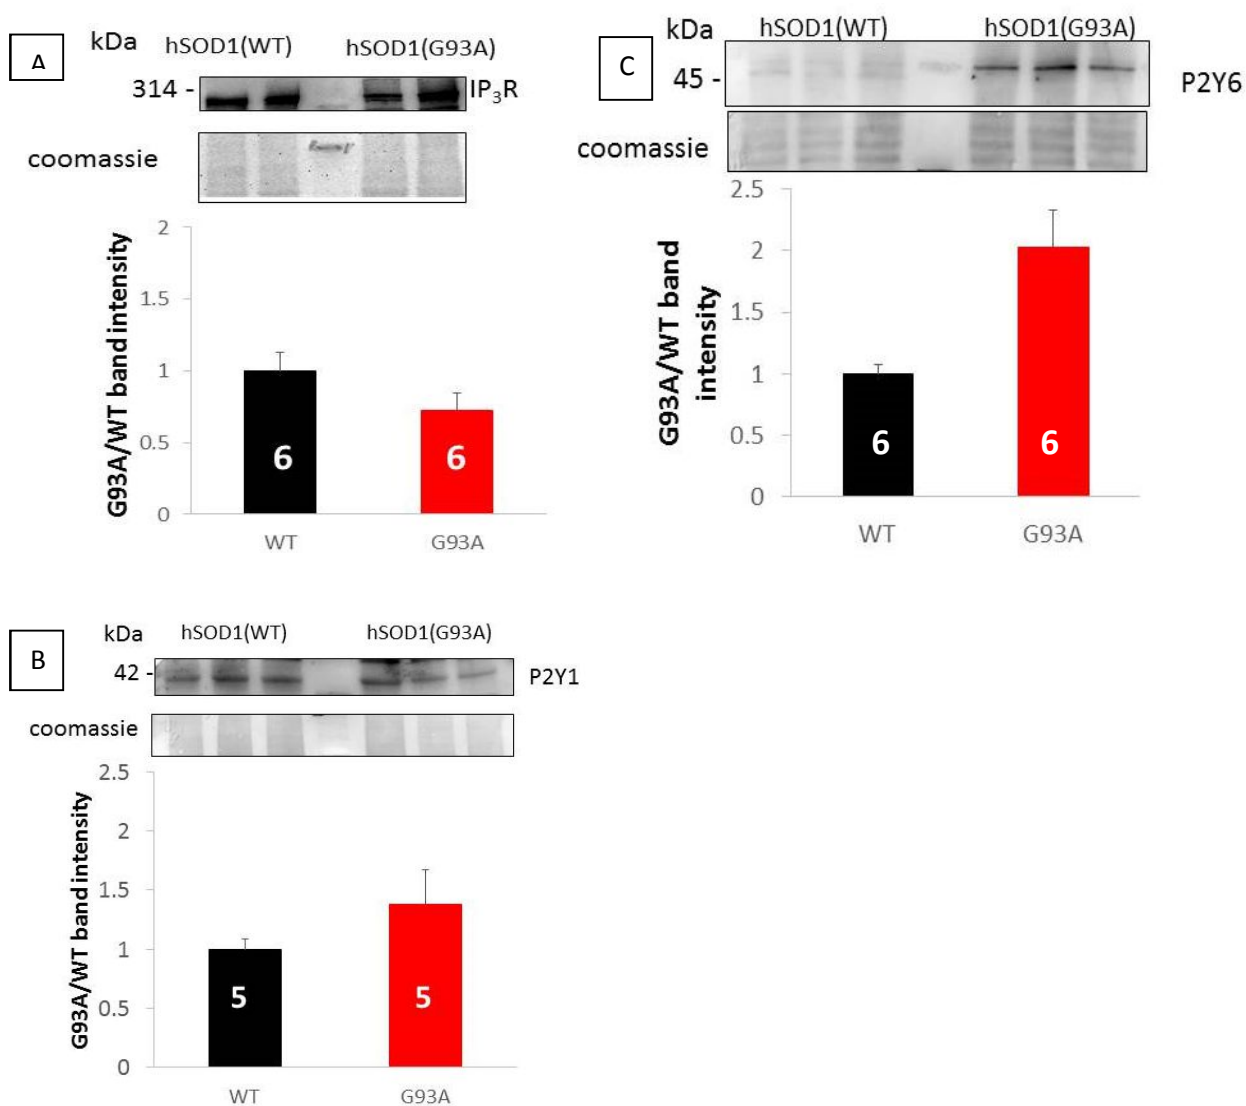 A
kDa
hSOD1(WT)
hSOD1(G93A)
314 -
IP₃R
coomassie
G93A/WT band intensity
2
1.5
1
0.5
0
6
6
WT
G93A
C
kDa
hSOD1(WT)
hSOD1(G93A)
45 -
P2Y6
coomassie
G93A/WT band
intensity
2.5
2
1.5
1
0.5
0
6
6
WT
G93A
B
kDa
hSOD1(WT)
hSOD1(G93A)
42 -
P2Y1
coomassie
G93A/WT band intensity
2.5
2
1.5
1
0.5
0
5
5
WT
G93A